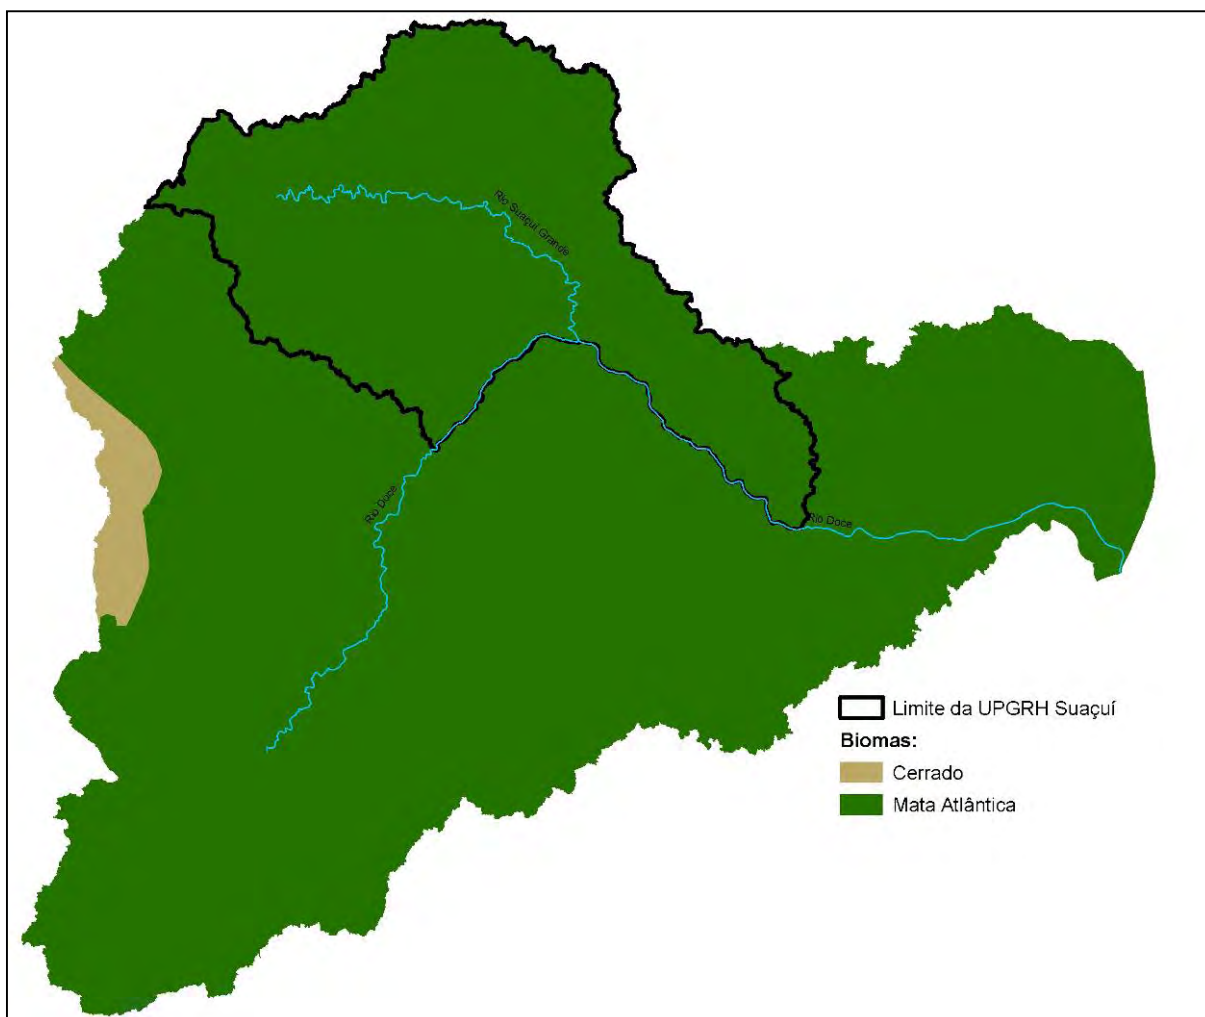 Rio Suaçuí Grande
Rio Doce
Rio Doce
Limite da UPGRH Suaçuí
Biomas:
Cerrado
Mata Atlântica